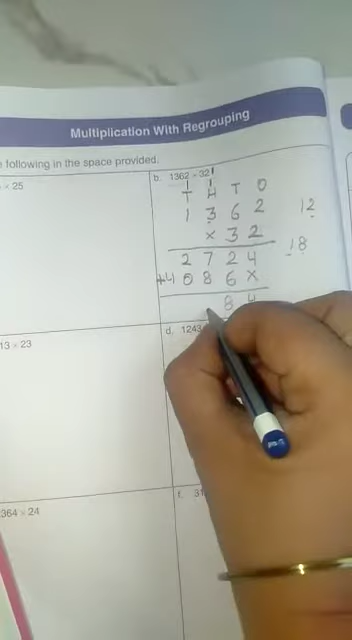 Multiplication With Regrouping
following in the space provided.
× 25
b. 1362 × 32
T H T O
1 3 6 2
× 3 2
2 7 2 4
+4 0 8 6 ×
8 4
12
18
13 × 23
d. 1243
364 × 24
f. 31